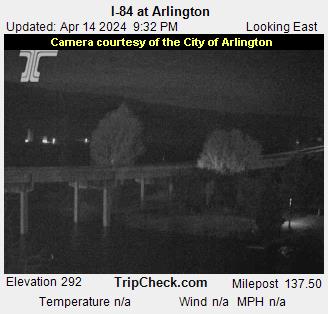 I-84 at Arlington
Updated: Apr 14 2024 9:32 PM Looking East
Camera courtesy of the City of Arlington
Elevation 292 TripCheck.com Milepost 137.50
Temperature n/a Wind n/a MPH n/a